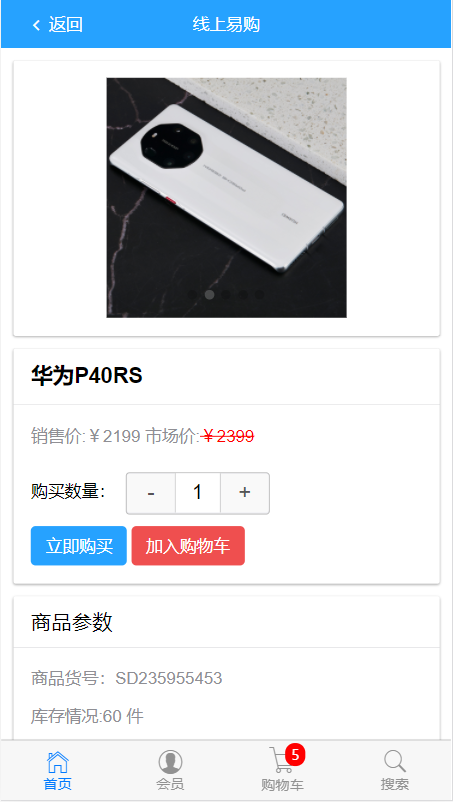 返回 线上易购
华为P40RS
销售价:￥2199 市场价:￥2399
购买数量: - 1 +
立即购买 加入购物车
商品参数
商品货号: SD235955453
库存情况:60 件
5
首页 会员 购物车 搜索